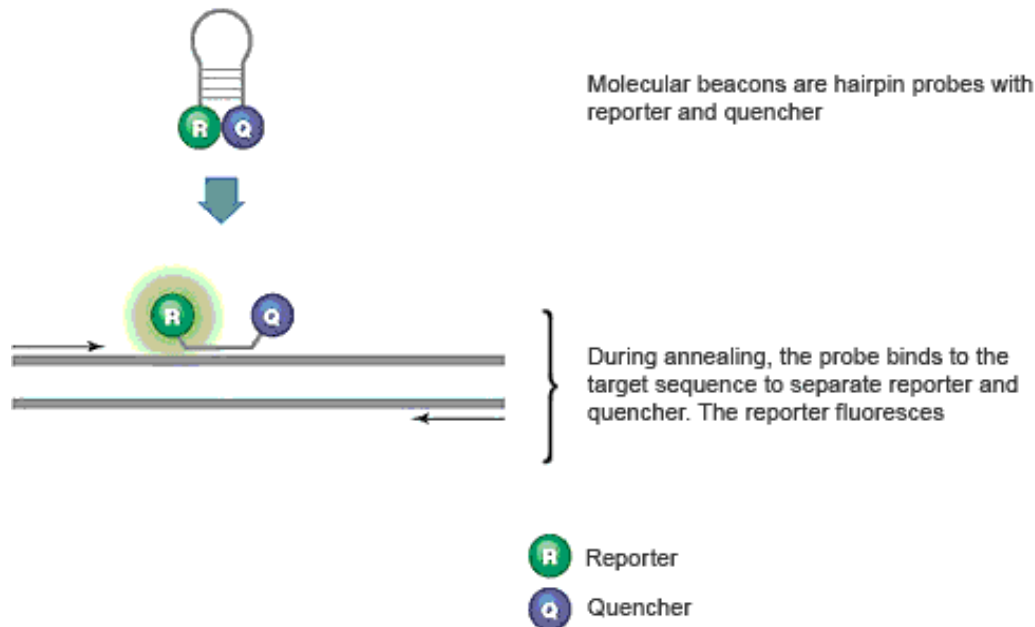 Molecular beacons are hairpin probes with
reporter and quencher
R Q
R Q
During annealing, the probe binds to the
target sequence to separate reporter and
quencher. The reporter fluoresces
R Reporter
Q Quencher